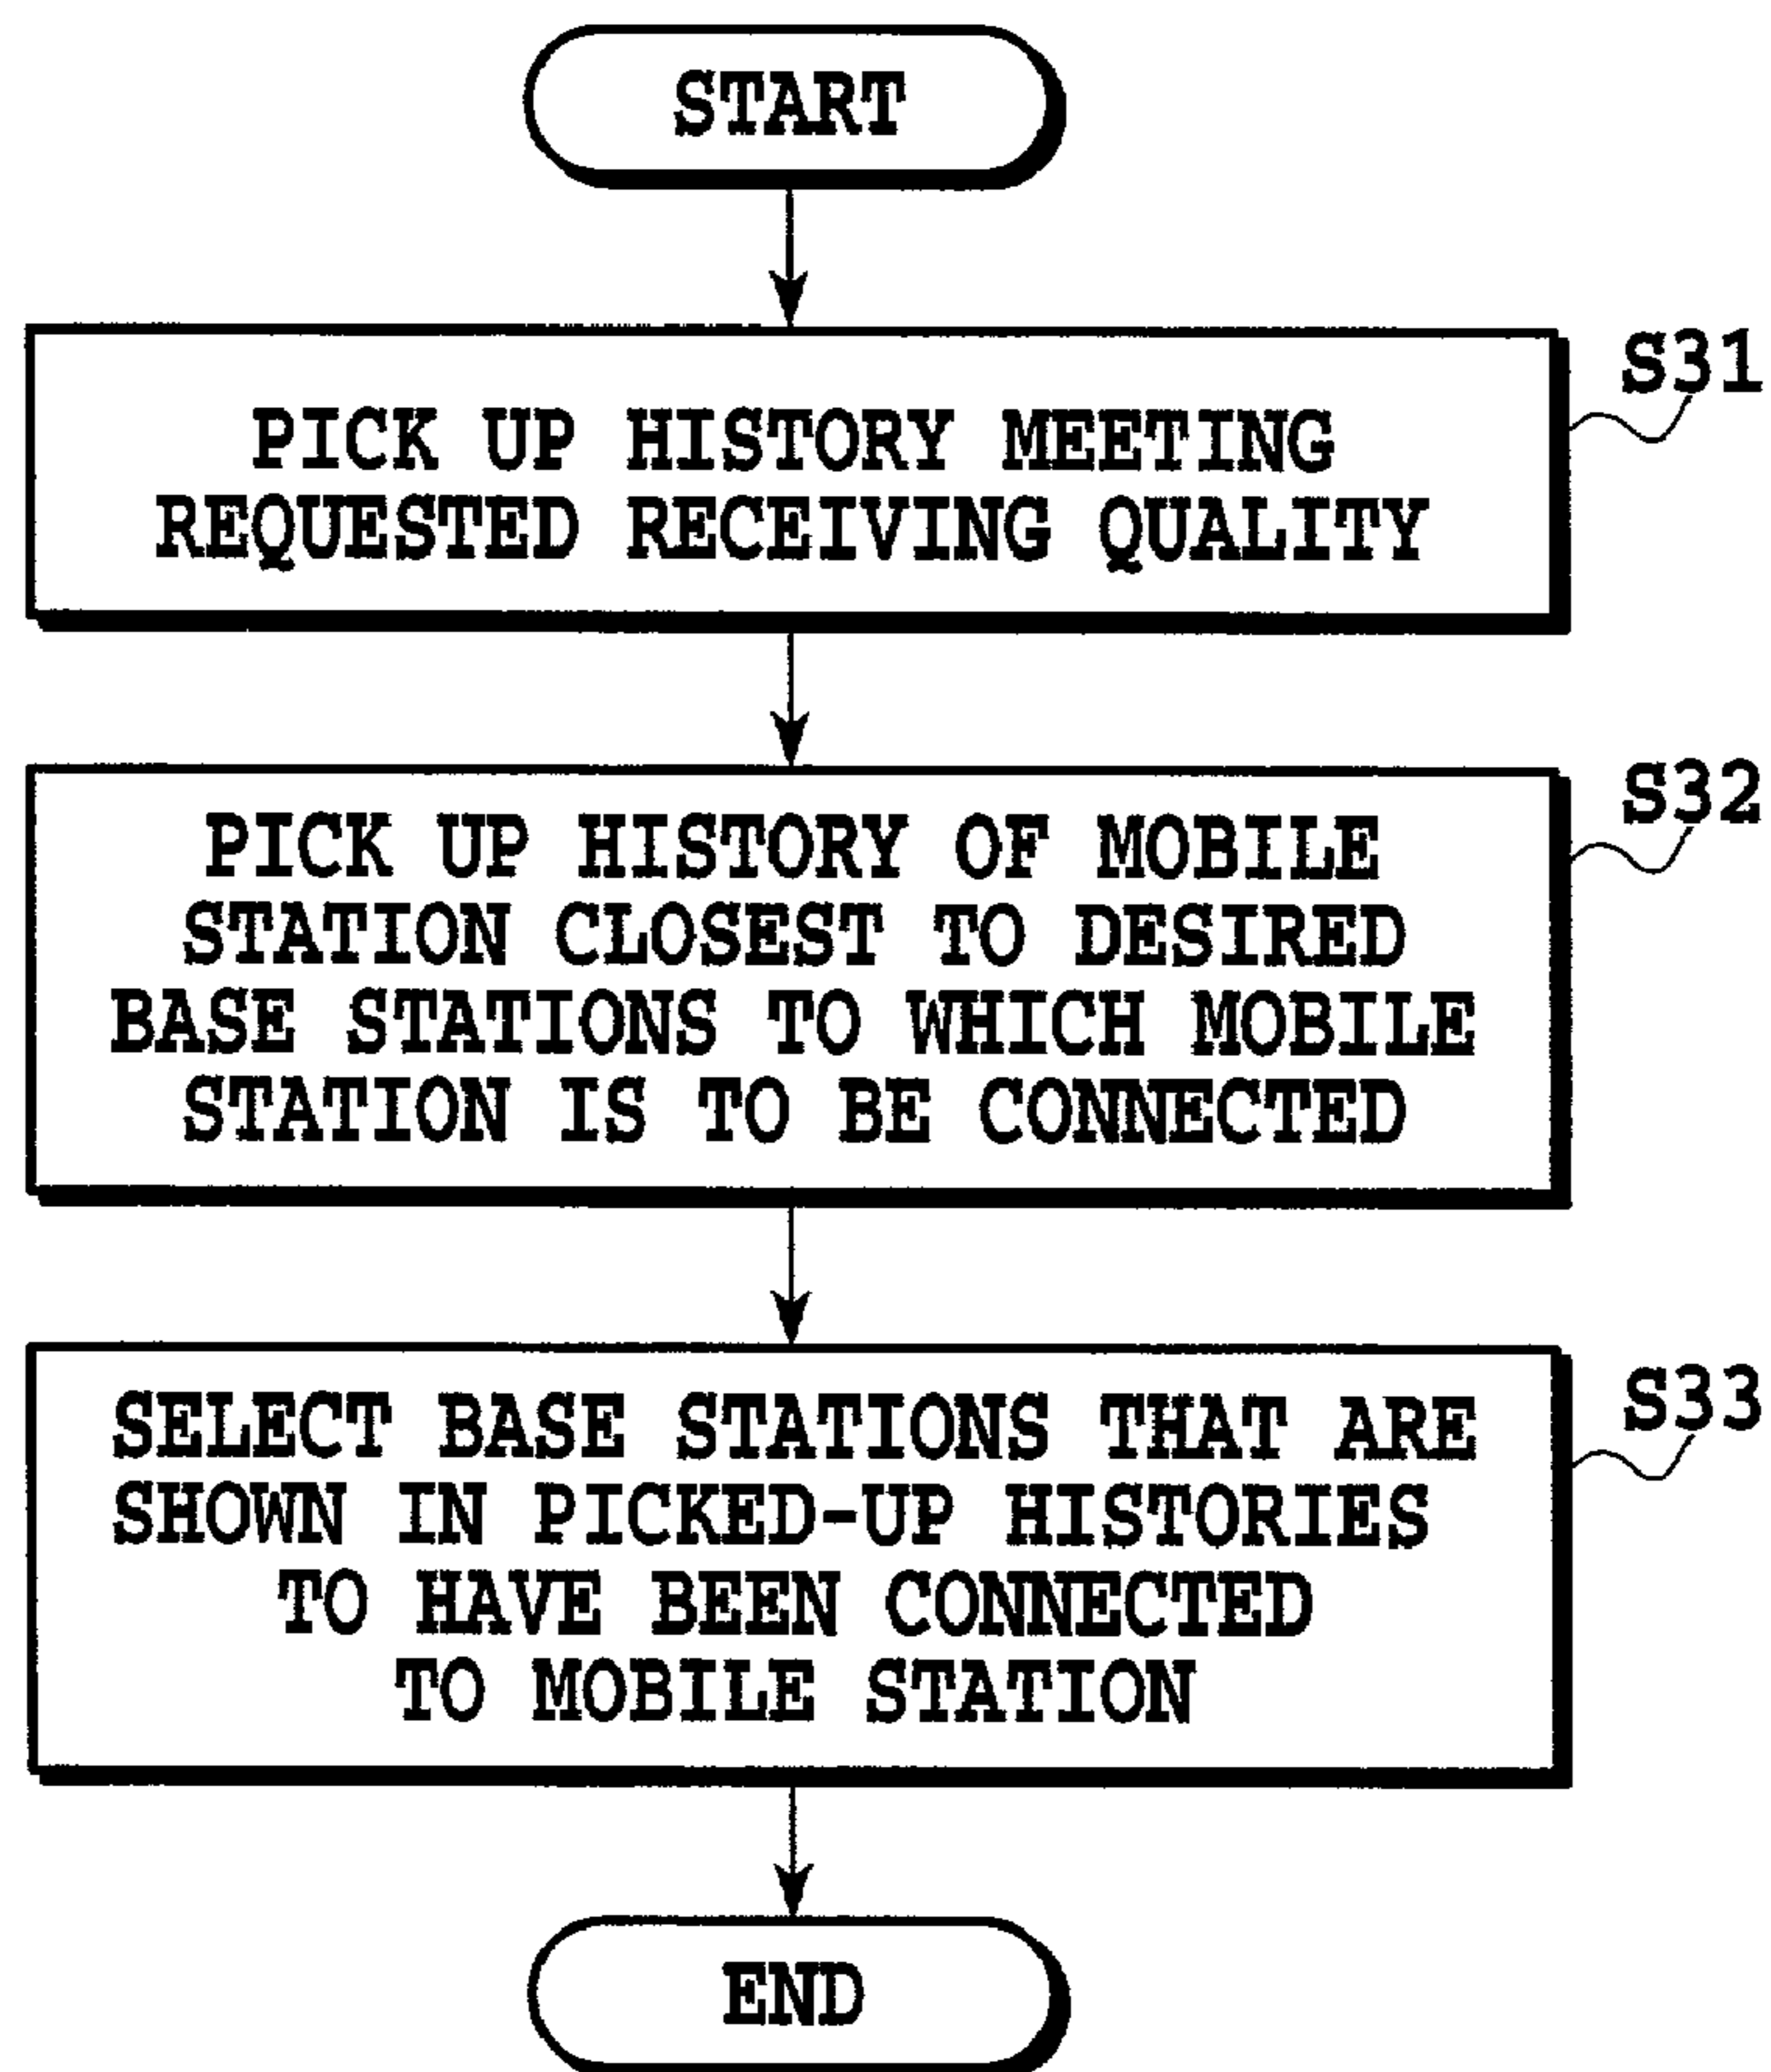 START
S31
PICK UP HISTORY MEETING
REQUESTED RECEIVING QUALITY
S32
PICK UP HISTORY OF MOBILE
STATION CLOSEST TO DESIRED
BASE STATIONS TO WHICH MOBILE
STATION IS TO BE CONNECTED
S33
SELECT BASE STATIONS THAT ARE
SHOWN IN PICKED-UP HISTORIES
TO HAVE BEEN CONNECTED
TO MOBILE STATION
END